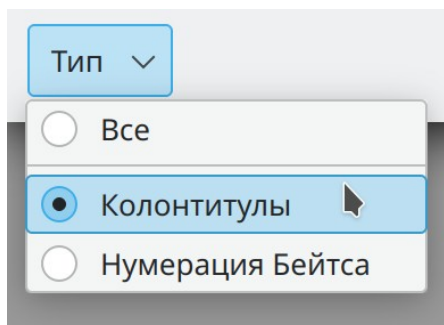 Тип
Все
Колонтитулы
Нумерация Бейтса